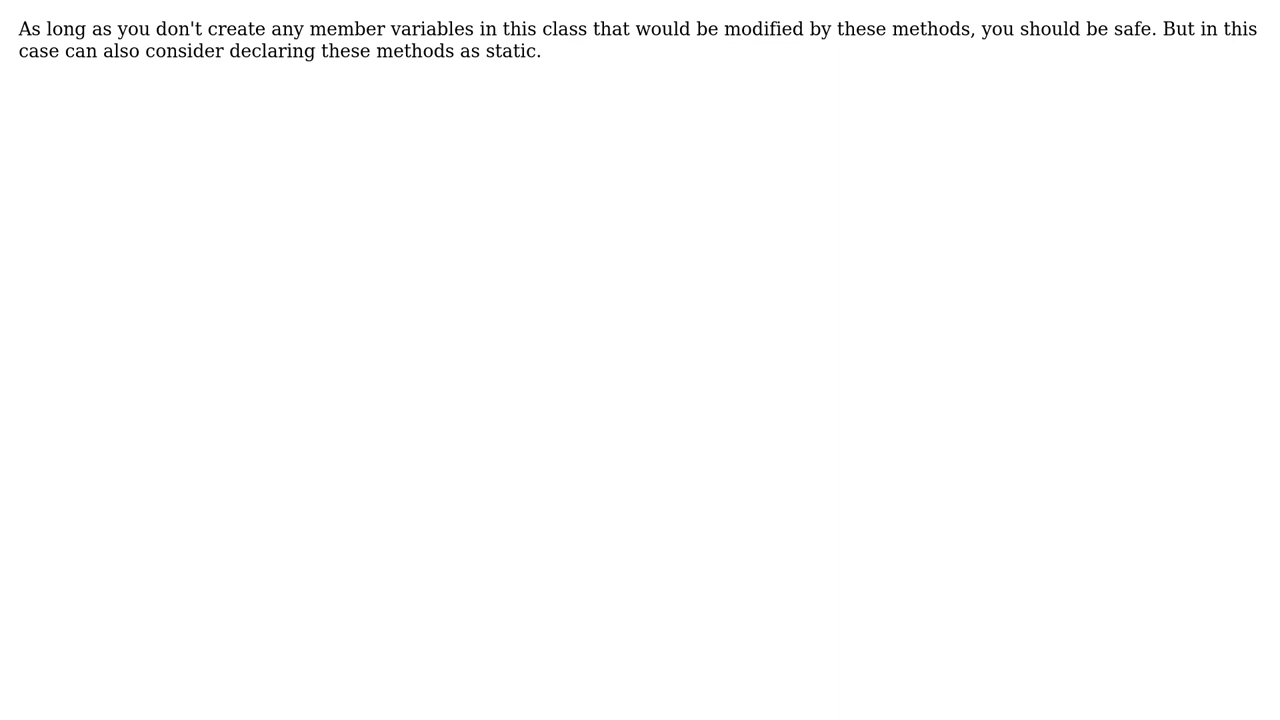 As long as you don't create any member variables in this class that would be modified by these methods, you should be safe. But in this
case can also consider declaring these methods as static.